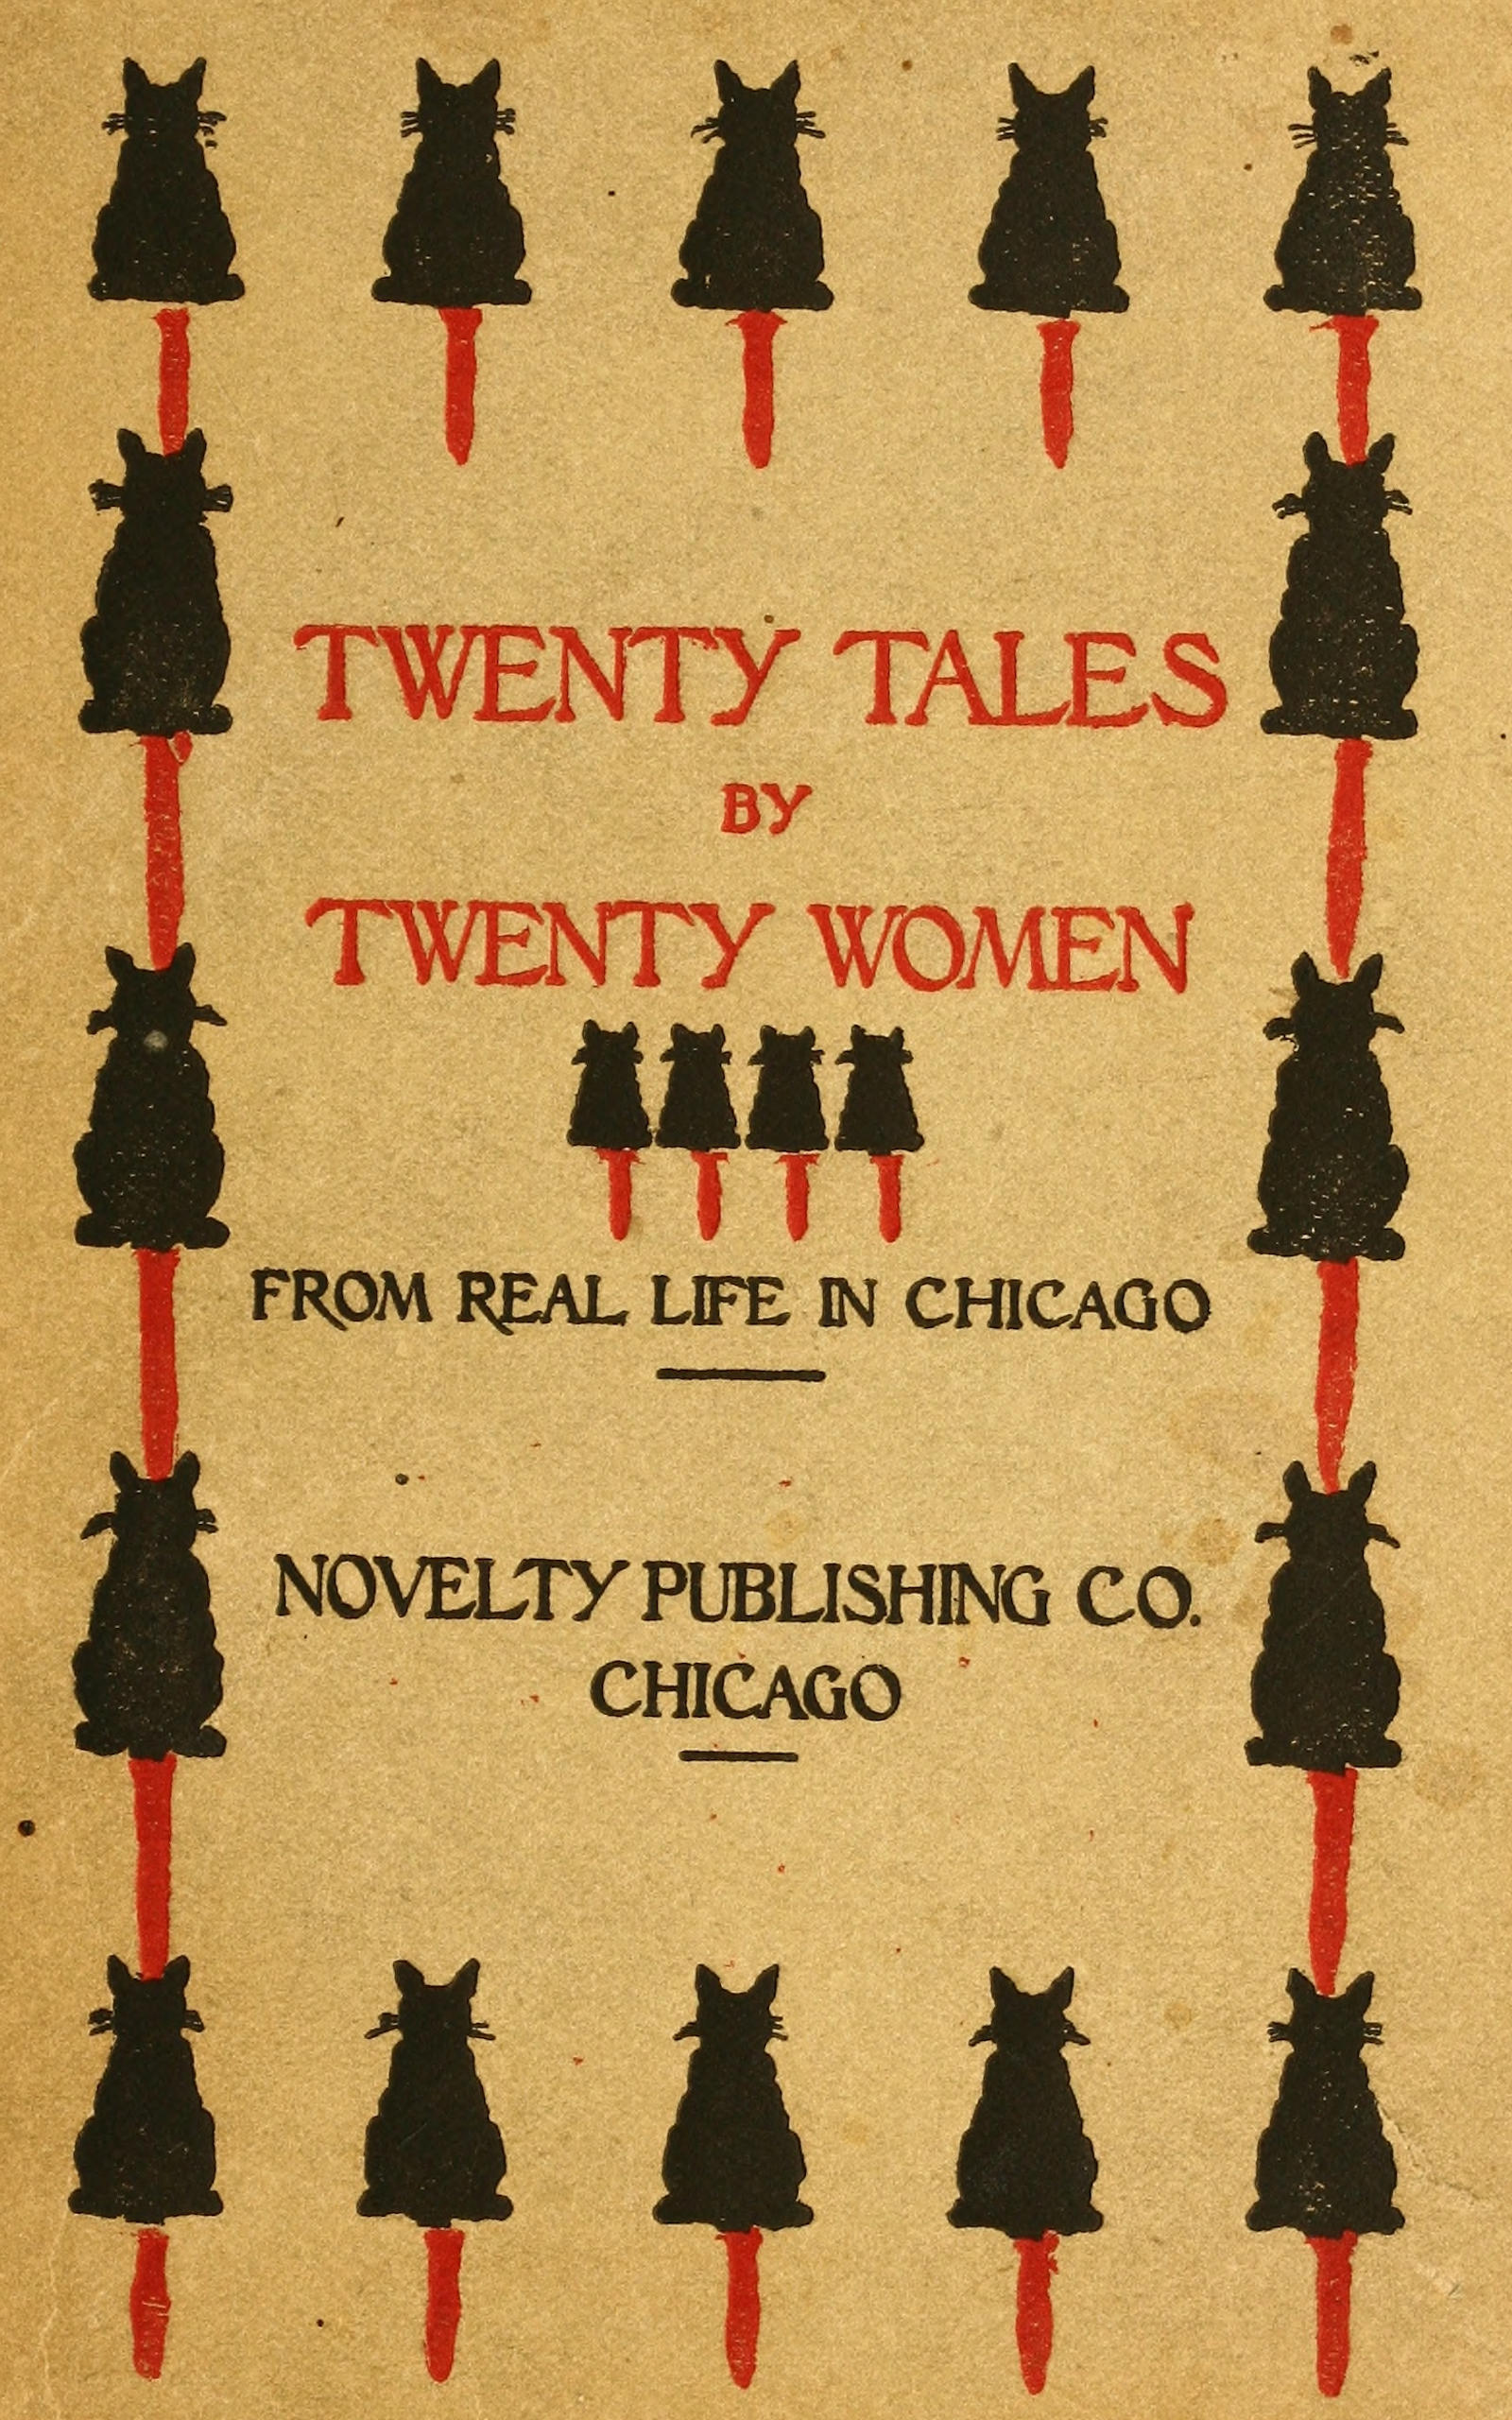 TWENTY TALES
BY
TWENTY WOMEN
FROM REAL LIFE IN CHICAGO
NOVELTY PUBLISHING CO.
CHICAGO